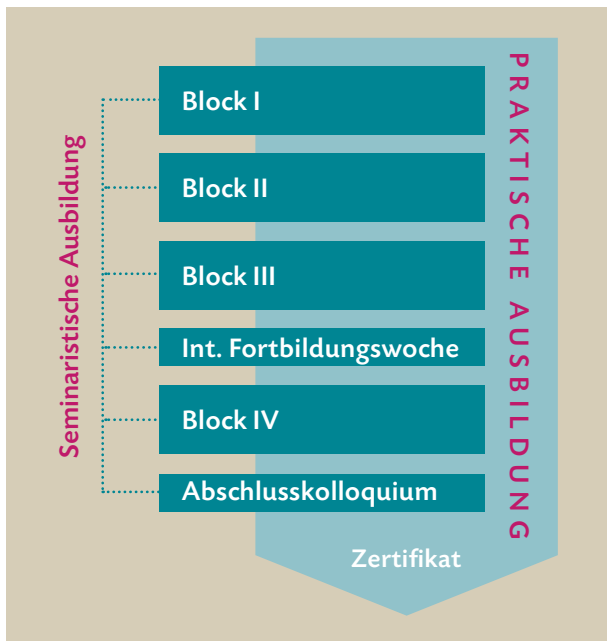 Seminaristische Ausbildung
Block I
Block II
Block III
Int. Fortbildungswoche
Block IV
Abschlusskolloquium
Zertifikat
PRAKTISCHE AUSBILDUNG